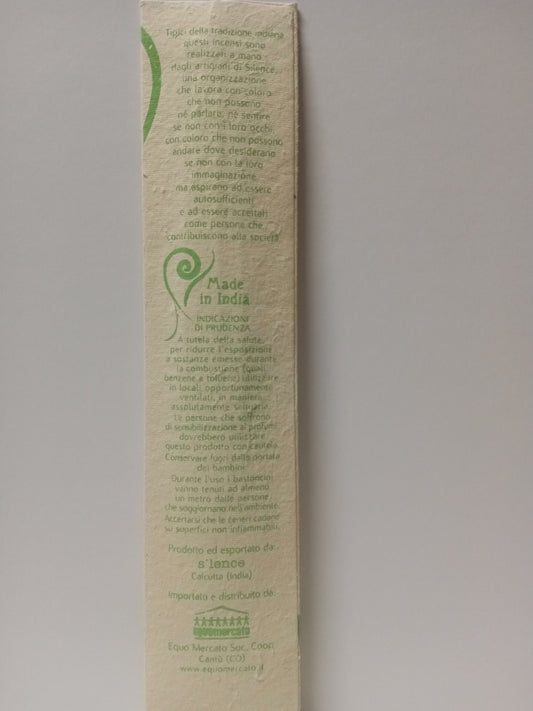 Tipici della tradizione indiana
questi incensi sono
realizzati a mano
dagli artigiani di Silence,
una organizzazione
che lavora con coloro
che non possono
né parlare, né sentire
se non con i loro occhi,
con coloro che non possono
andare dove desiderano
se non con la loro
immaginazione
ma aspirano ad essere
autosufficienti
e ad essere accettati
come persone che
contribuiscono alla società
Made
in India
INDICAZIONI
DI PRUDENZA
A tutela della salute,
per ridurre l'esposizione
a sostanze emesse durante
la combustione (quali
benzene e toluene) utilizzare
in locali opportunamente
ventilati, in maniera
assolutamente saltuaria.
Le persone che soffrono
di sensibilizzazione ai profumi
dovrebbero utilizzare
questo prodotto con cautela.
Conservare fuori dalla portata
dei bambini.
Durante l'uso i bastoncini
vanno tenuti ad almeno
un metro dalle persone
che soggiornano nell'ambiente.
Accertarsi che le ceneri cadano
su superfici non infiammabili.
Prodotto ed esportato da:
s'lence
Calcutta (India)
Importato e distribuito da:
equomercato
Equo Mercato Soc. Coop.
Cantù (CO)
www.equomercato.it